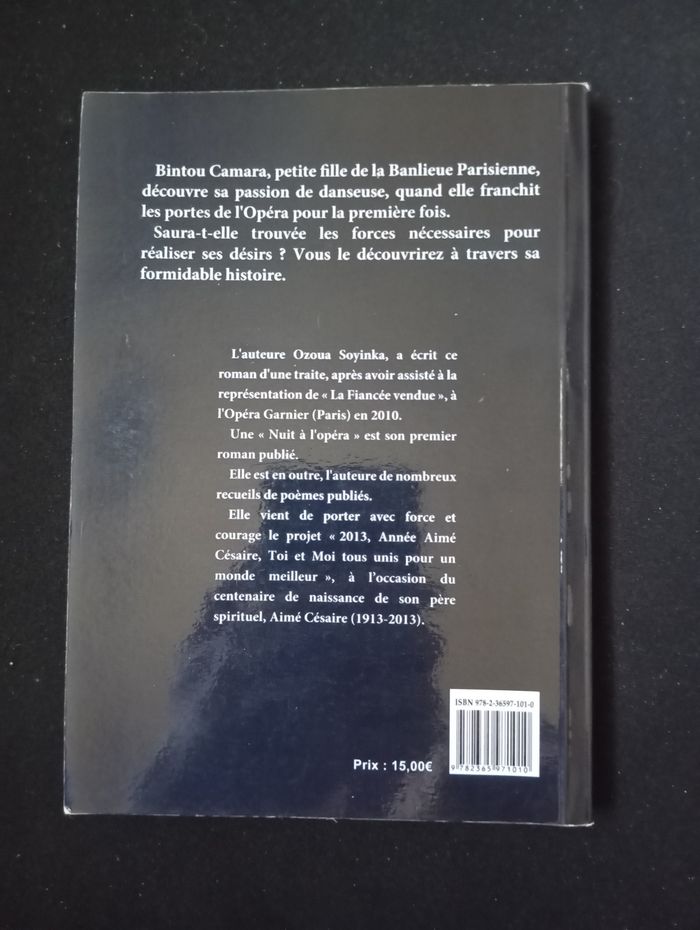 Bintou Camara, petite fille de la Banlieue Parisienne,
découvre sa passion de danseuse, quand elle franchit
les portes de l'Opéra pour la première fois.
Saura-t-elle trouvée les forces nécessaires pour
réaliser ses désirs ? Vous le découvrirez à travers sa
formidable histoire.
L'auteure Ozoua Soyinka, a écrit ce
roman d'une traite, après avoir assisté à la
représentation de « La Fiancée vendue », à
l'Opéra Garnier (Paris) en 2010.
Une « Nuit à l'opéra » est son premier
roman publié.
Elle est en outre, l'auteure de nombreux
recueils de poèmes publiés.
Elle vient de porter avec force et
courage le projet « 2013, Année Aimé
Césaire, Toi et Moi tous unis pour un
monde meilleur », à l’occasion du
centenaire de naissance de son père
spirituel, Aimé Césaire (1913-2013).
ISBN 978-2-36597-101-0
Prix : 15,00€
9 782365 971010